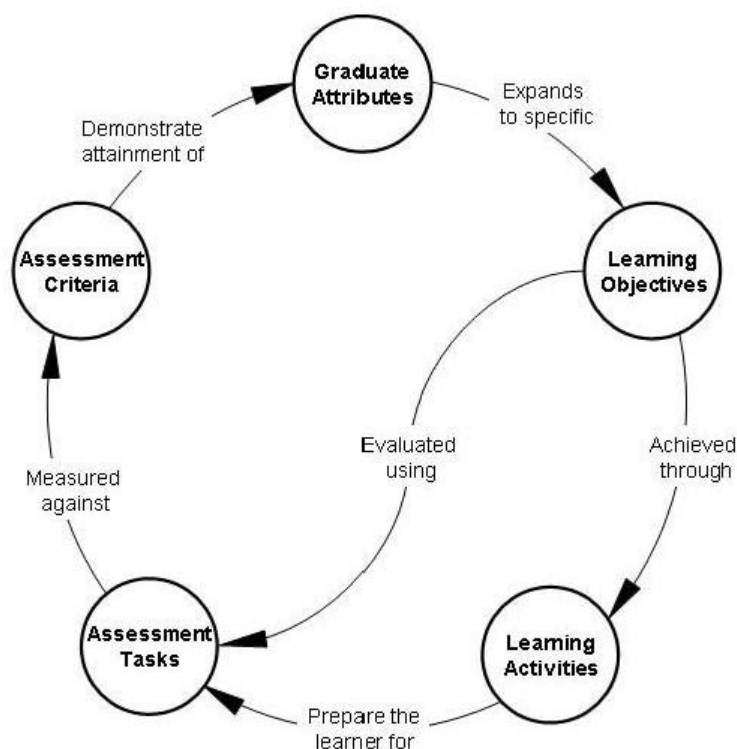 Graduate
Attributes
Expands
to specific
Demonstrate
attainment of
Assessment
Criteria
Learning
Objectives
Evaluated
using
Achieved
through
Measured
against
Assessment
Tasks
Learning
Activities
Prepare the
learner for